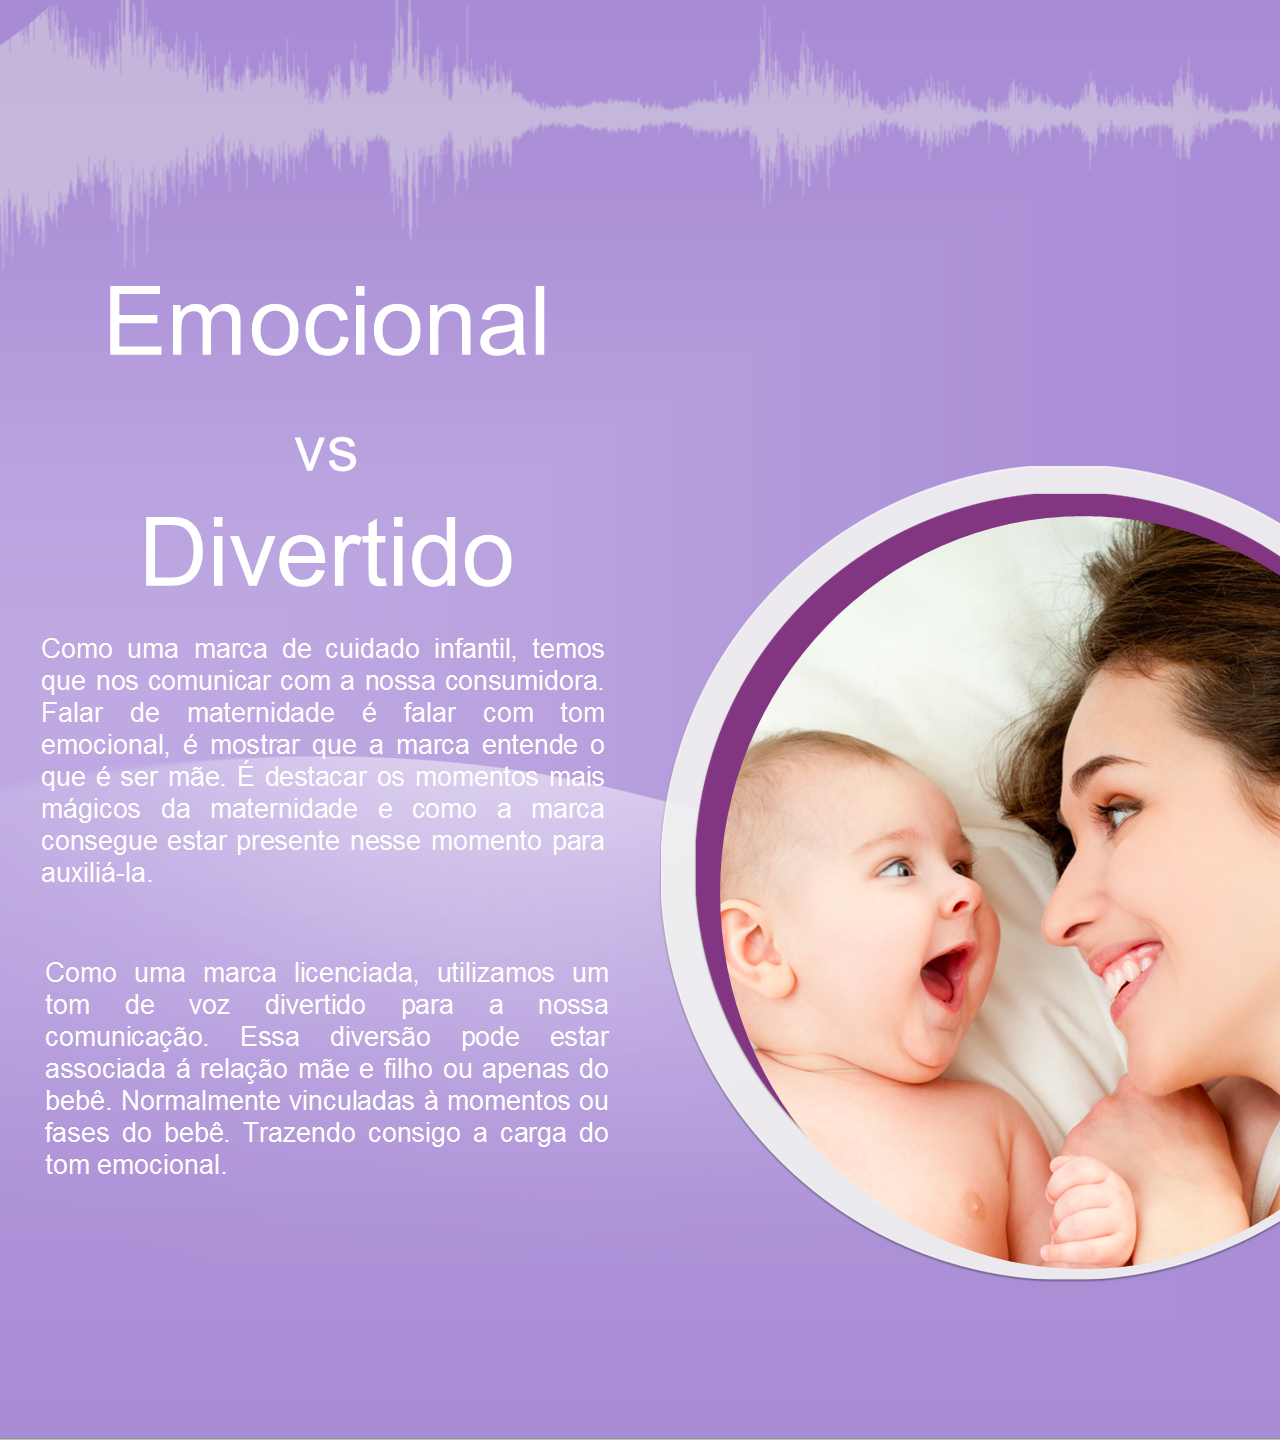 Emocional
vs
Divertido
Como uma marca de cuidado infantil, temos
que nos comunicar com a nossa consumidora.
Falar de maternidade é falar com tom
emocional, é mostrar que a marca entende o
que é ser mãe. É destacar os momentos mais
mágicos da maternidade e como a marca
consegue estar presente nesse momento para
auxiliá-la.
Como uma marca licenciada, utilizamos um
tom de voz divertido para a nossa
comunicação. Essa diversão pode estar
associada á relação mãe e filho ou apenas do
bebê. Normalmente vinculadas à momentos ou
fases do bebê. Trazendo consigo a carga do
tom emocional.